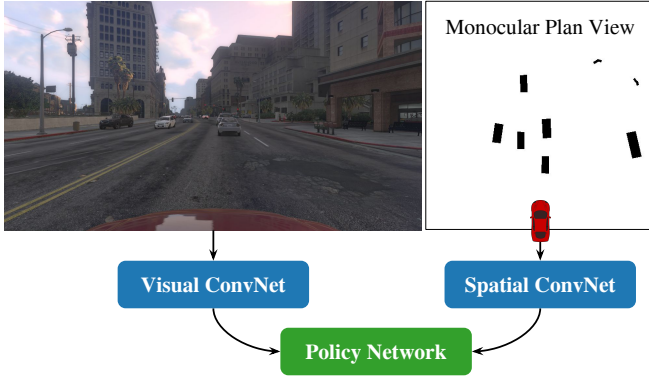 Monocular Plan View
Visual ConvNet
Spatial ConvNet
Policy Network